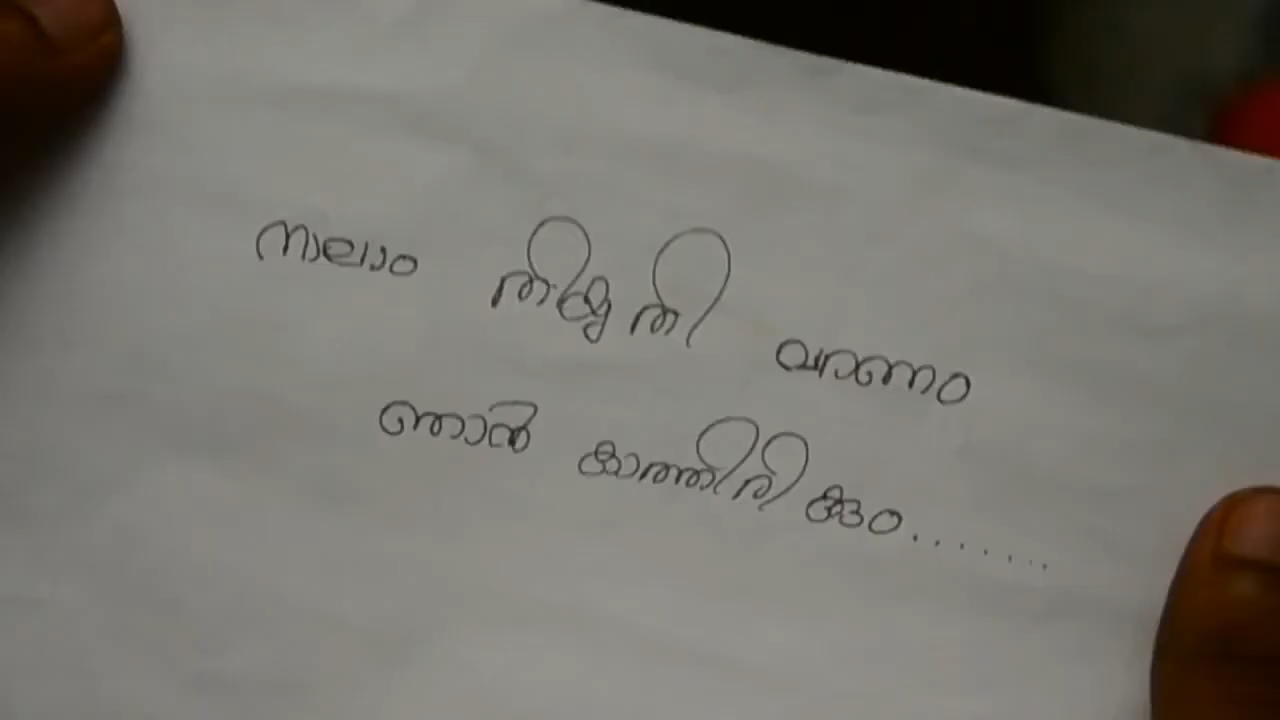 നാലാം തിയ്യതി വരണം
ഞാൻ കാത്തിരിക്കും.......